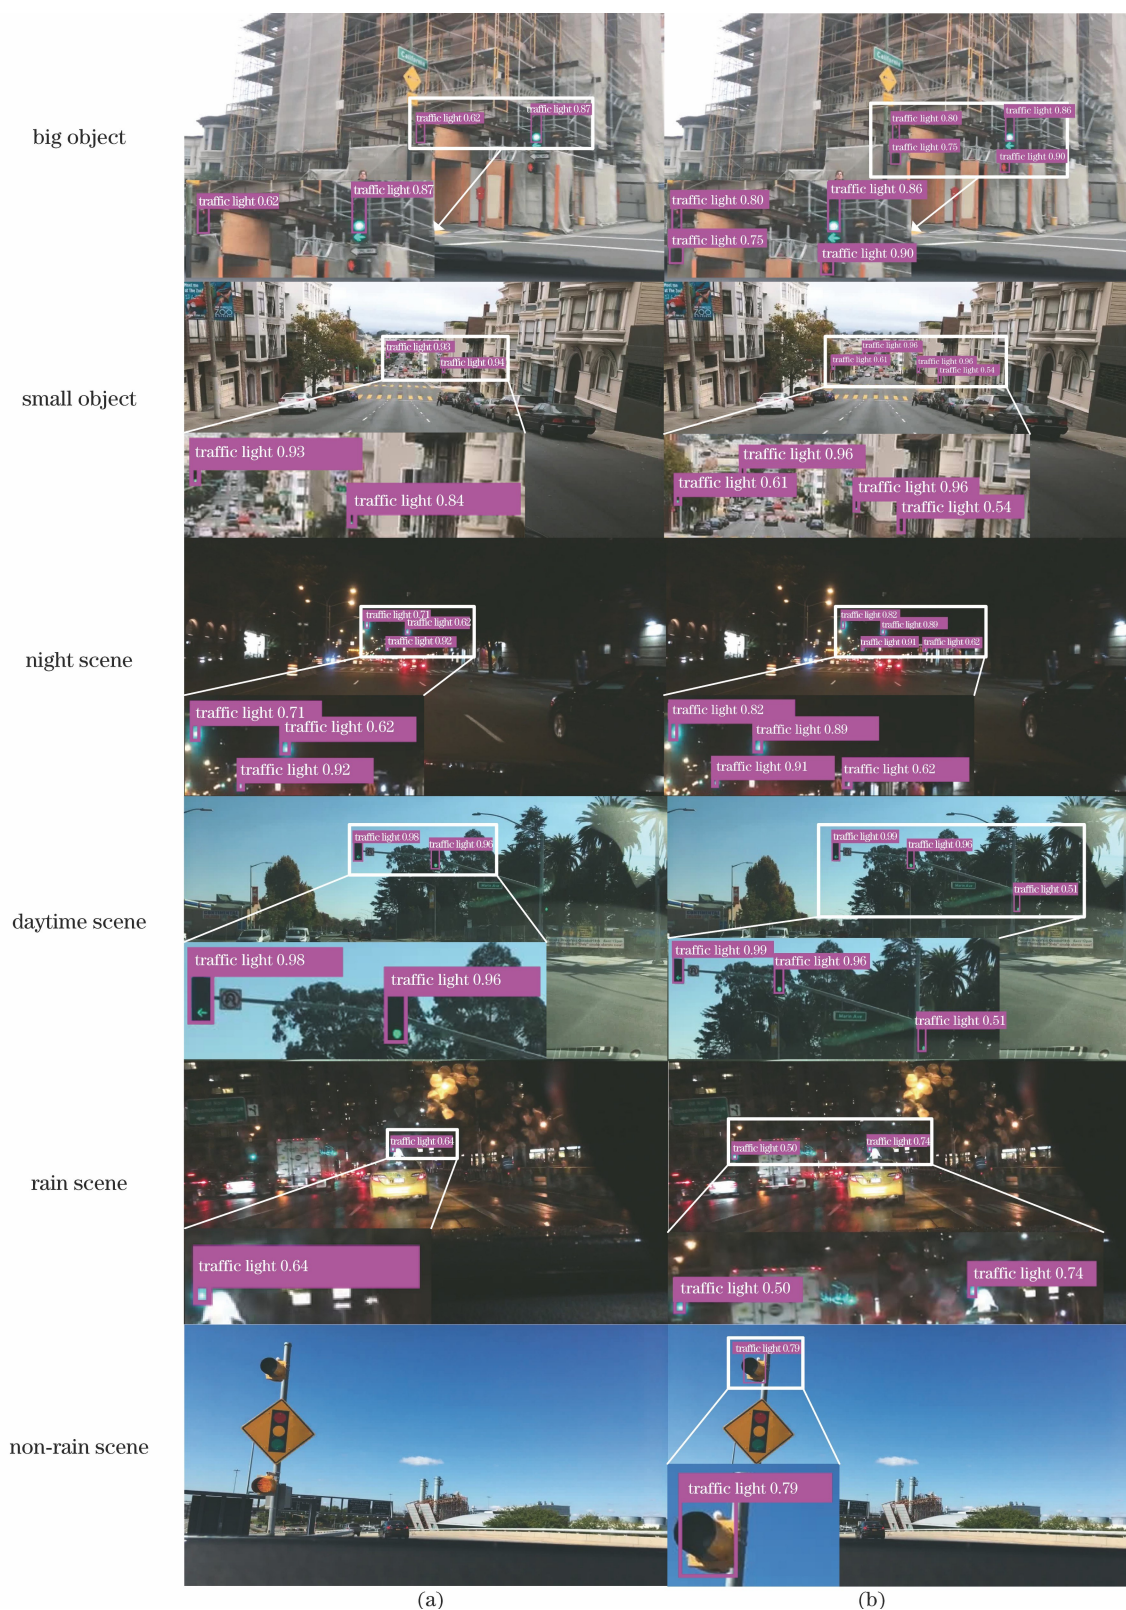 big object
California
traffic light 0.62
traffic light 0.87
traffic light 0.62
traffic light 0.87
traffic light 0.80
traffic light 0.86
traffic light 0.75
traffic light 0.90
traffic light 0.80
traffic light 0.86
traffic light 0.75
traffic light 0.90
California
small object
traffic light 0.93
traffic light 0.94
traffic light 0.93
traffic light 0.84
traffic light 0.96
traffic light 0.61
traffic light 0.96
traffic light 0.54
traffic light 0.96
traffic light 0.61
traffic light 0.96
traffic light 0.54
night scene
traffic light 0.71
traffic light 0.62
traffic light 0.92
traffic light 0.71
traffic light 0.62
traffic light 0.92
traffic light 0.82
traffic light 0.89
traffic light 0.91
traffic light 0.62
traffic light 0.82
traffic light 0.89
traffic light 0.91
traffic light 0.62
daytime scene
traffic light 0.98
traffic light 0.96
traffic light 0.98
traffic light 0.96
traffic light 0.99
traffic light 0.96
traffic light 0.51
traffic light 0.99
traffic light 0.96
traffic light 0.51
rain scene
traffic light 0.64
traffic light 0.64
traffic light 0.50
traffic light 0.74
traffic light 0.50
traffic light 0.74
non-rain scene
traffic light 0.79
traffic light 0.79
(a)
(b)